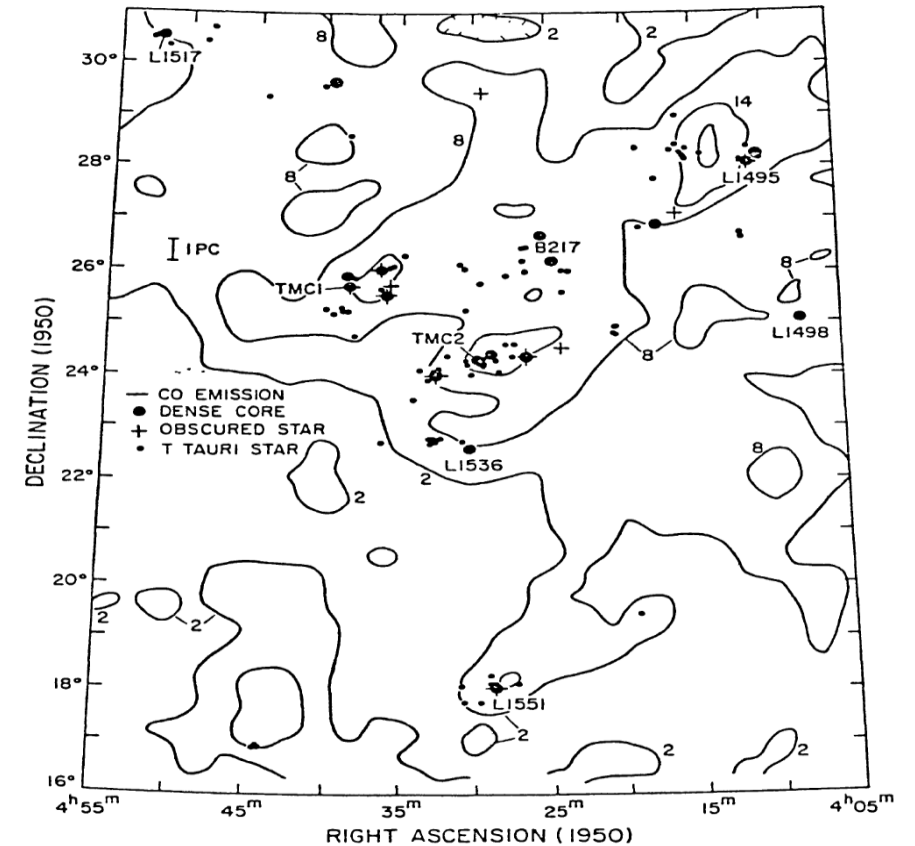 30°
28°
26°
24°
22°
20°
18°
16°
DECLINATION (1950)
4ʰ55ᵐ
45ᵐ
35ᵐ
25ᵐ
15ᵐ
4ʰ05ᵐ
RIGHT ASCENSION (1950)
L1517
8
2
2
8
14
L1495
8
I PC
B217
TMC1
8
L1498
TMC2
8
CO EMISSION
DENSE CORE
OBSCURED STAR
T TAURI STAR
L1536
2
8
2
2
2
L1551
2
2
2